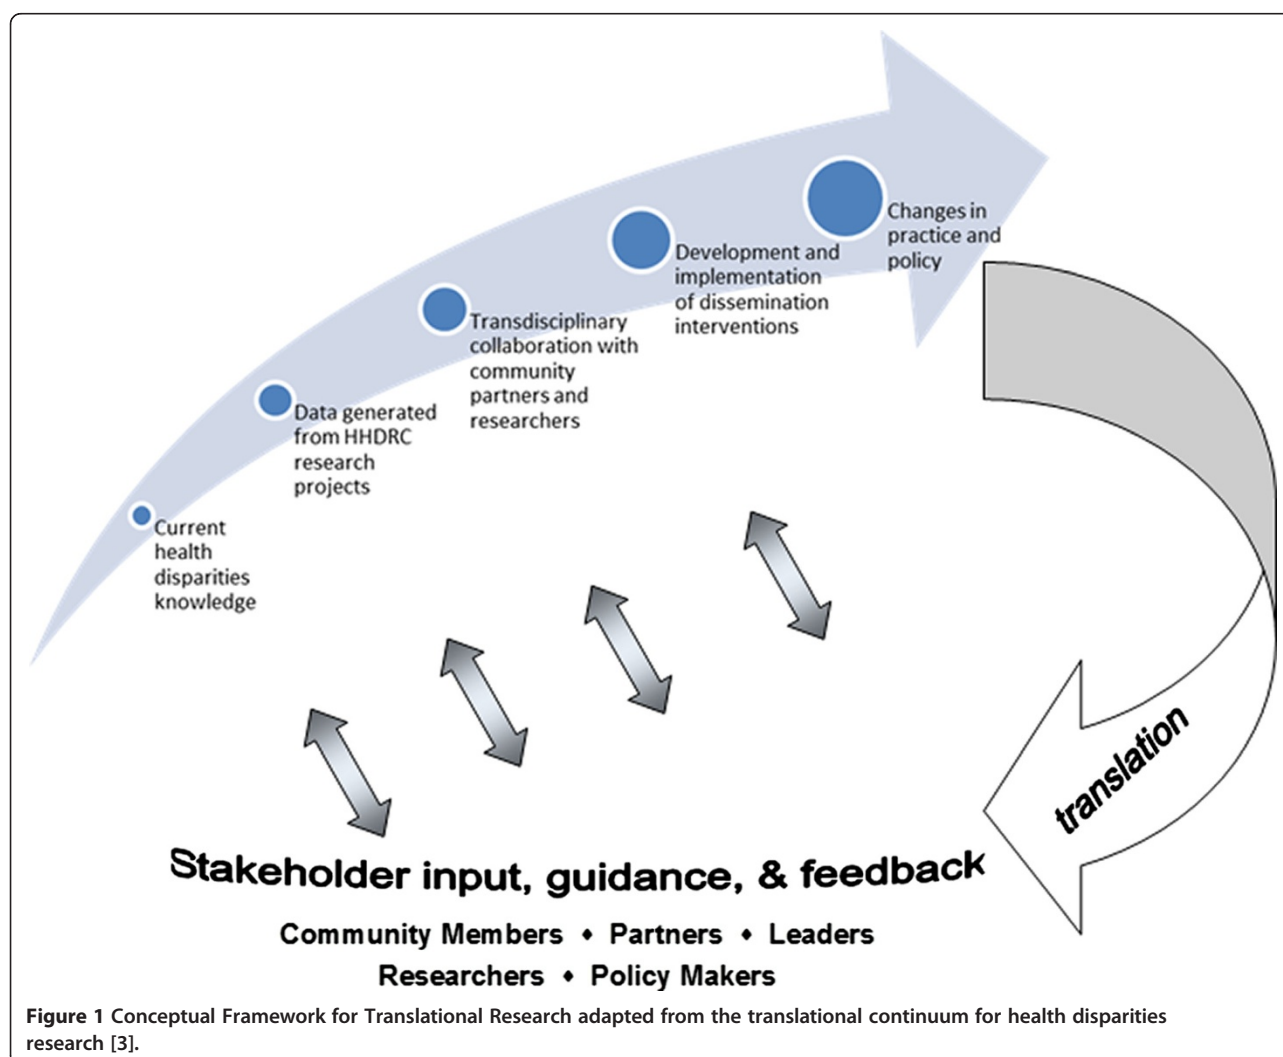 Changes in
practice and
policy
Development and
implementation
of dissemination
interventions
Transdisciplinary
collaboration with
community
partners and
researchers
Data generated
from HHDRC
research
projects
Current
health
disparities
knowledge
translation
Stakeholder input, guidance, & feedback
Community Members • Partners • Leaders
Researchers • Policy Makers
Figure 1 Conceptual Framework for Translational Research adapted from the translational continuum for health disparities
research [3].